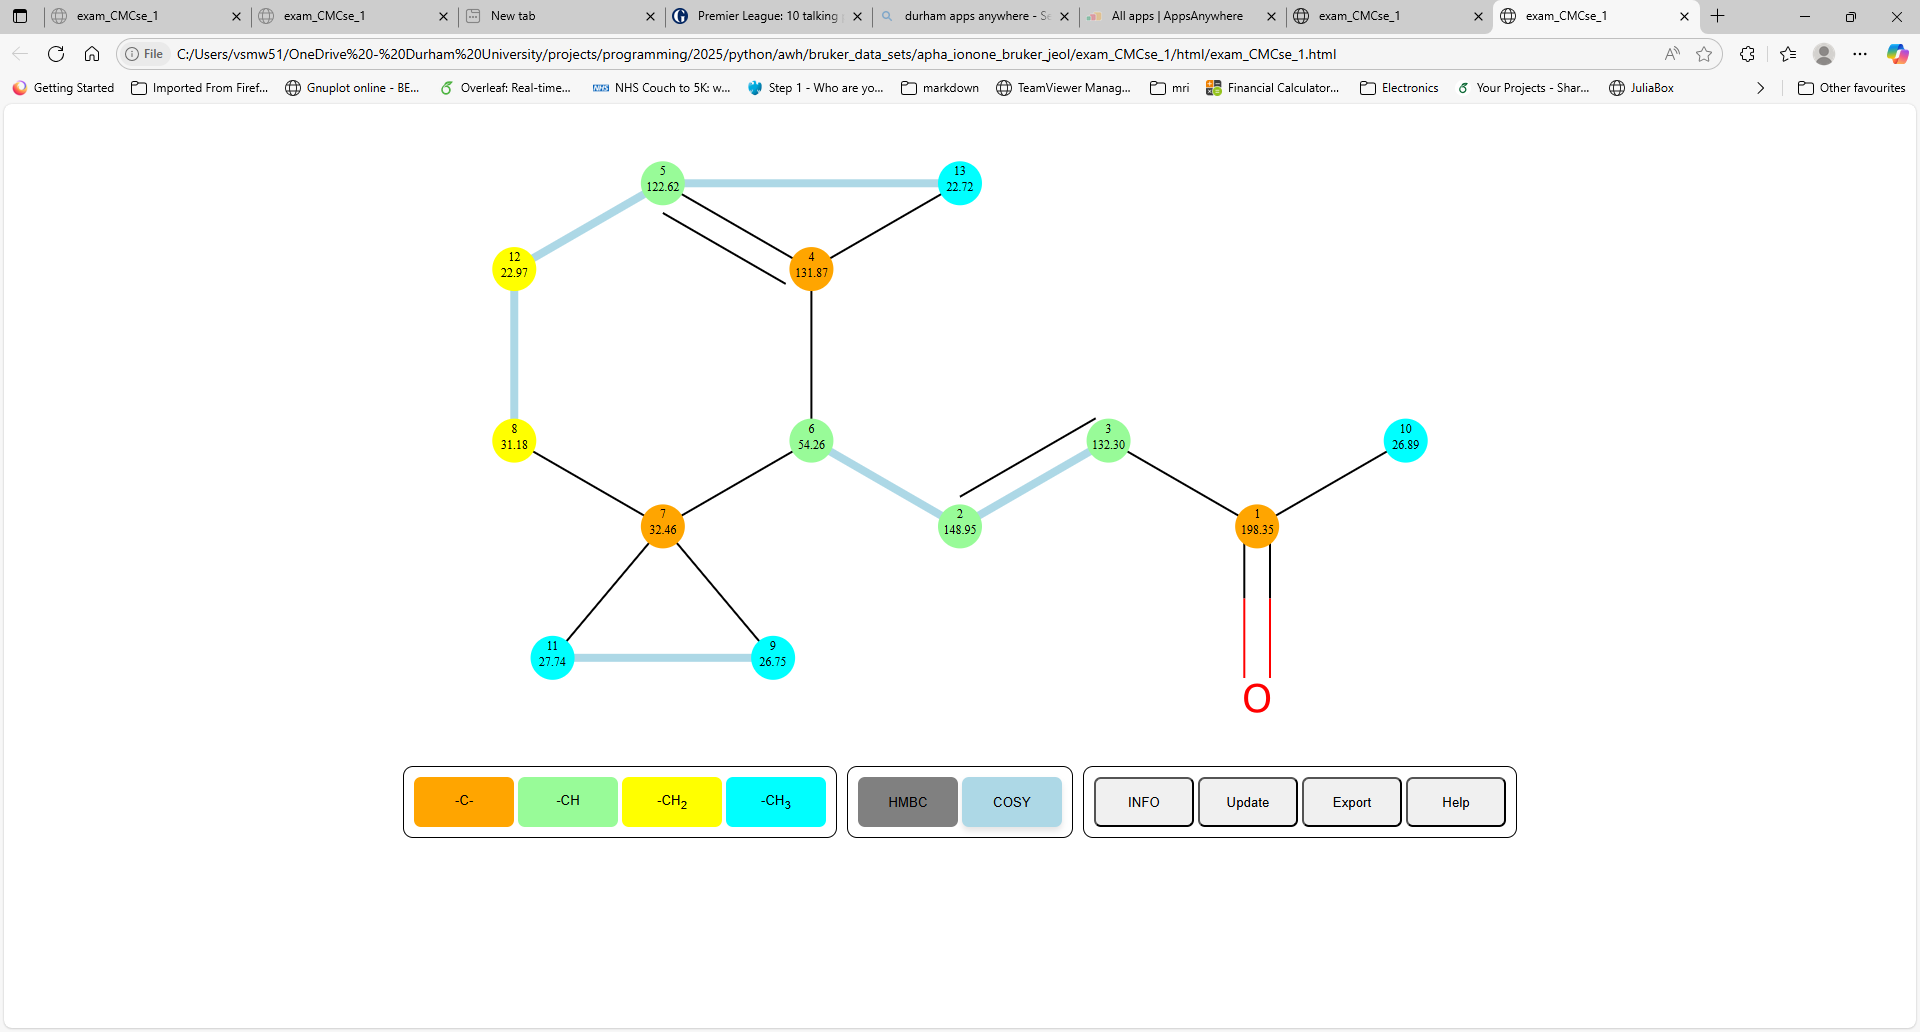 exam_CMCse_1
exam_CMCse_1
New tab
Premier League: 10 talking
durham apps anywhere - Se
All apps | AppsAnywhere
exam_CMCse_1
exam_CMCse_1
File
C:/Users/vsmw51/OneDrive%20-%20Durham%20University/projects/programming/2025/python/awh/bruker_data_sets/apha_ionone_bruker_jeol/exam_CMCse_1/html/exam_CMCse_1.html
Getting Started
Imported From Firef...
Gnuplot online - BE...
Overleaf: Real-time...
NHS Couch to 5K: w...
Step 1 - Who are yo...
markdown
TeamViewer Manag...
mri
Financial Calculator...
Electronics
Your Projects - Shar...
JuliaBox
Other favourites
5
122.62
13
22.72
12
22.97
4
131.87
8
31.18
6
54.26
3
132.30
10
26.89
7
32.46
2
148.95
1
198.35
11
27.74
9
26.75
O
-C-
-CH
-CH2
-CH3
HMBC
COSY
INFO
Update
Export
Help